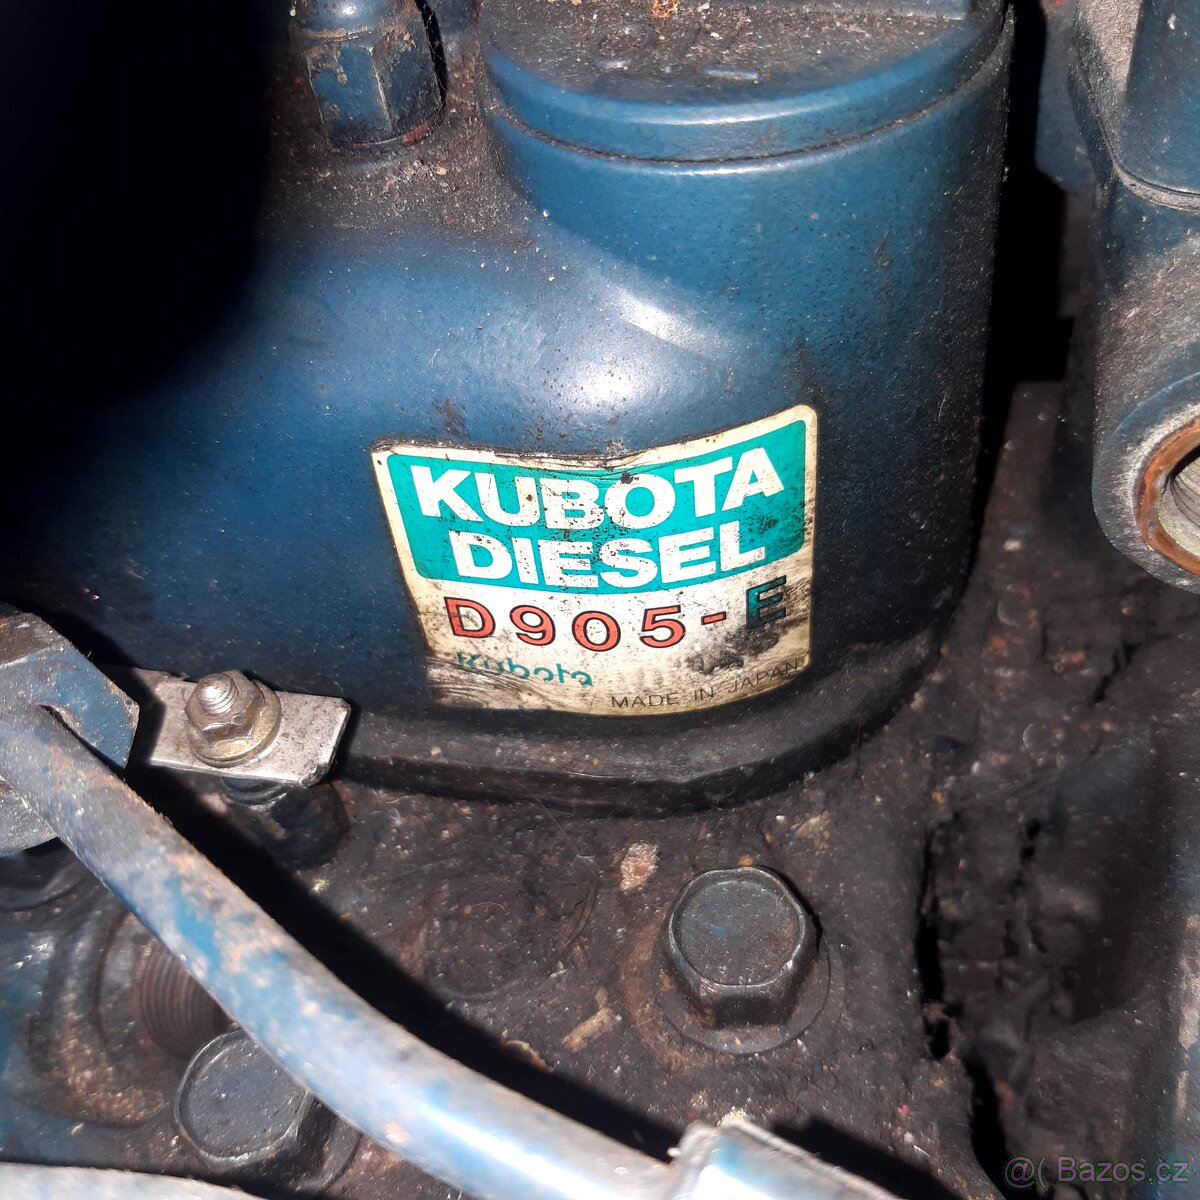 KUBOTA
DIESEL
D905-E
Kubota
MADE IN JAPAN
@( Bazos.cz